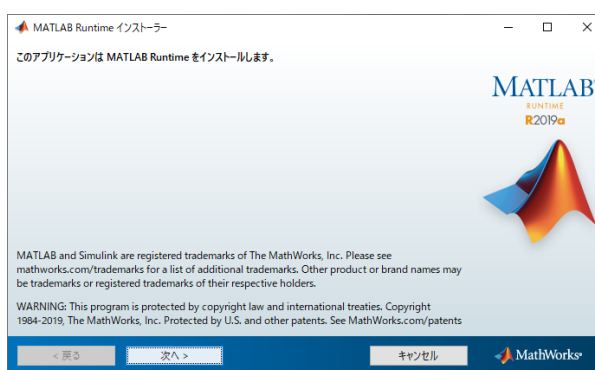 MATLAB Runtime インストーラー
このアプリケーションは MATLAB Runtime をインストールします。
MATLAB®
RUNTIME
R2019a
MATLAB and Simulink are registered trademarks of The MathWorks, Inc. Please see
mathworks.com/trademarks for a list of additional trademarks. Other product or brand names may
be trademarks or registered trademarks of their respective holders.
WARNING: This program is protected by copyright law and international treaties. Copyright
1984-2019, The MathWorks, Inc. Protected by U.S. and other patents. See MathWorks.com/patents
< 戻る
次へ >
キャンセル
MathWorks®